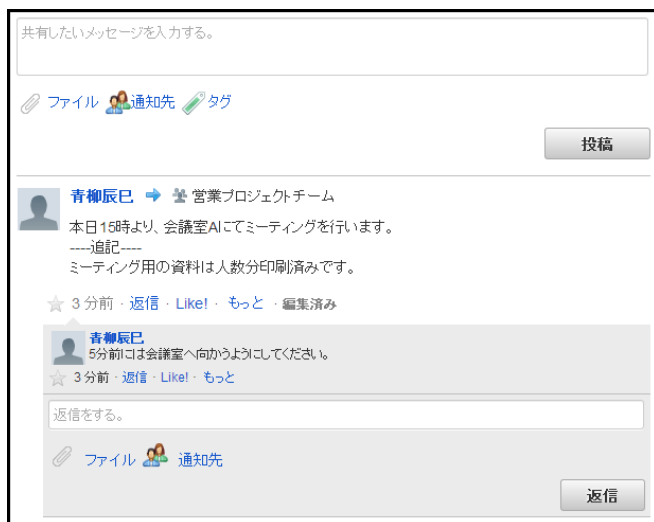 共有したいメッセージを入力する。
ファイル 通知先 タグ
投稿
青柳辰巳 営業プロジェクトチーム
本日15時より、会議室Aにてミーティングを行います。
----追記----
ミーティング用の資料は人数分印刷済みです。
3 分前 · 返信 · Like! · もっと · 編集済み
青柳辰巳
5分前には会議室へ向かうようにしてください。
3 分前 · 返信 · Like! · もっと
返信をする。
ファイル 通知先
返信